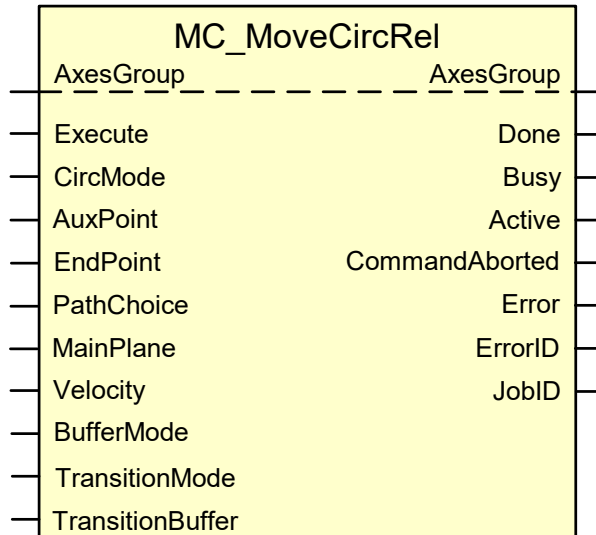 MC_MoveCircRel
AxesGroup AxesGroup
Execute Done
CircMode Busy
AuxPoint Active
EndPoint CommandAborted
PathChoice Error
MainPlane ErrorID
Velocity JobID
BufferMode
TransitionMode
TransitionBuffer